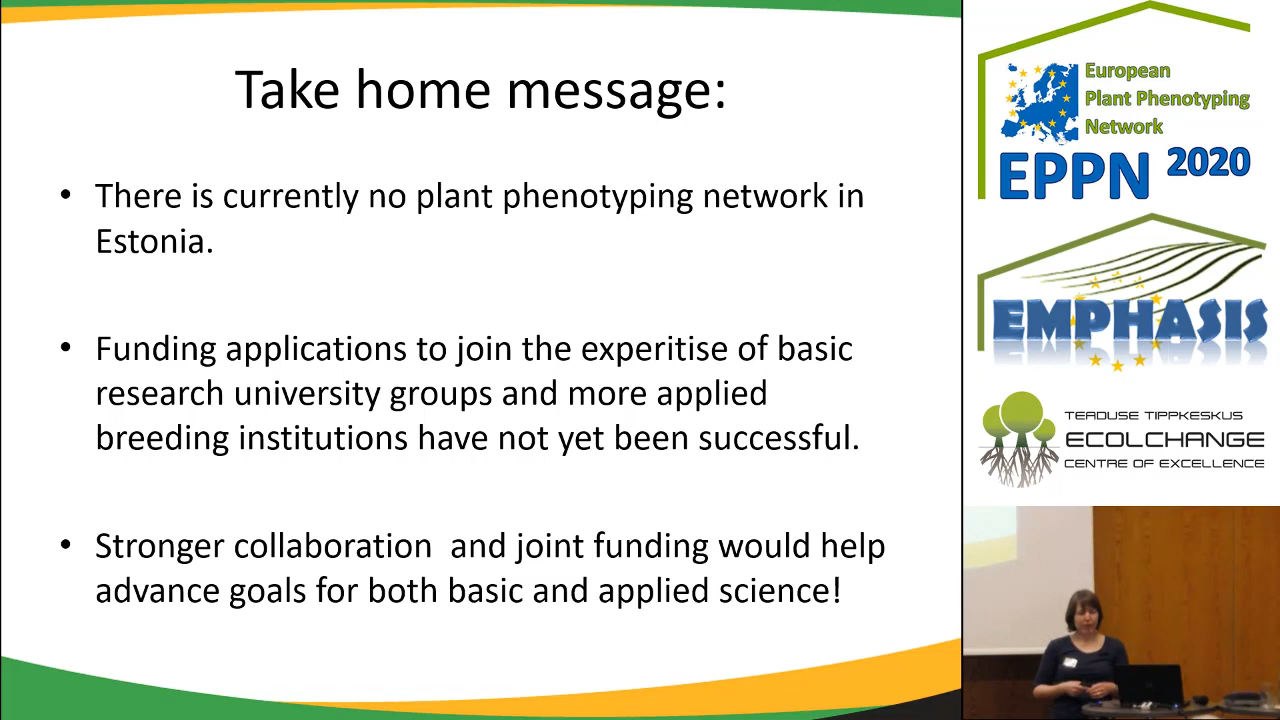 Take home message:
• There is currently no plant phenotyping network in
Estonia.
• Funding applications to join the experitise of basic
research university groups and more applied
breeding institutions have not yet been successful.
• Stronger collaboration  and joint funding would help
advance goals for both basic and applied science!
European
Plant Phenotyping
Network
EPPN 2020
EMPHASIS
TEADUSE TIPPKESKUS
ECOLCHANGE
CENTRE OF EXCELLENCE